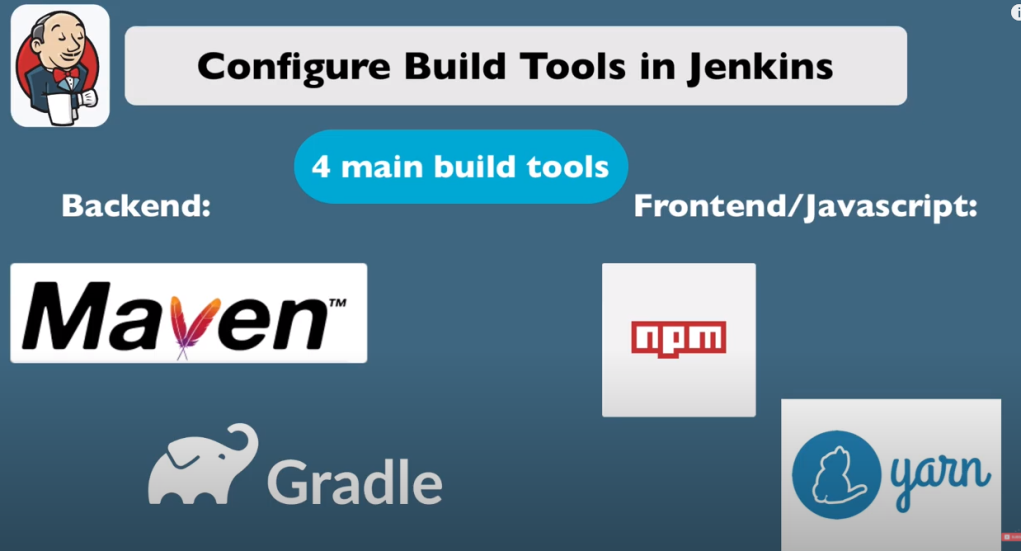 Configure Build Tools in Jenkins
4 main build tools
Backend:
Frontend/Javascript:
Maven™
npm
Gradle
yarn